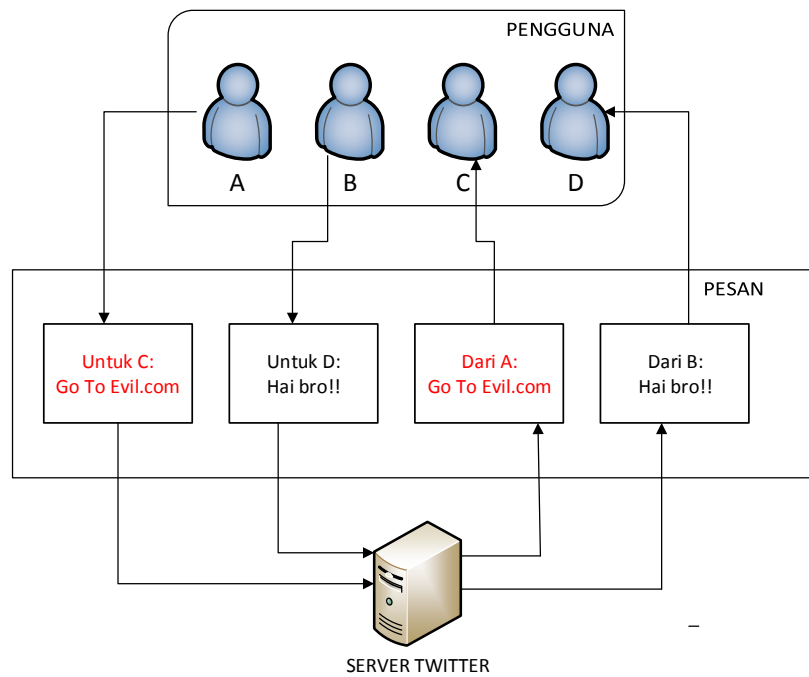 PENGGUNA
A
B
C
D
PESAN
Untuk C:
Go To Evil.com
Untuk D:
Hai bro!!
Dari A:
Go To Evil.com
Dari B:
Hai bro!!
SERVER TWITTER